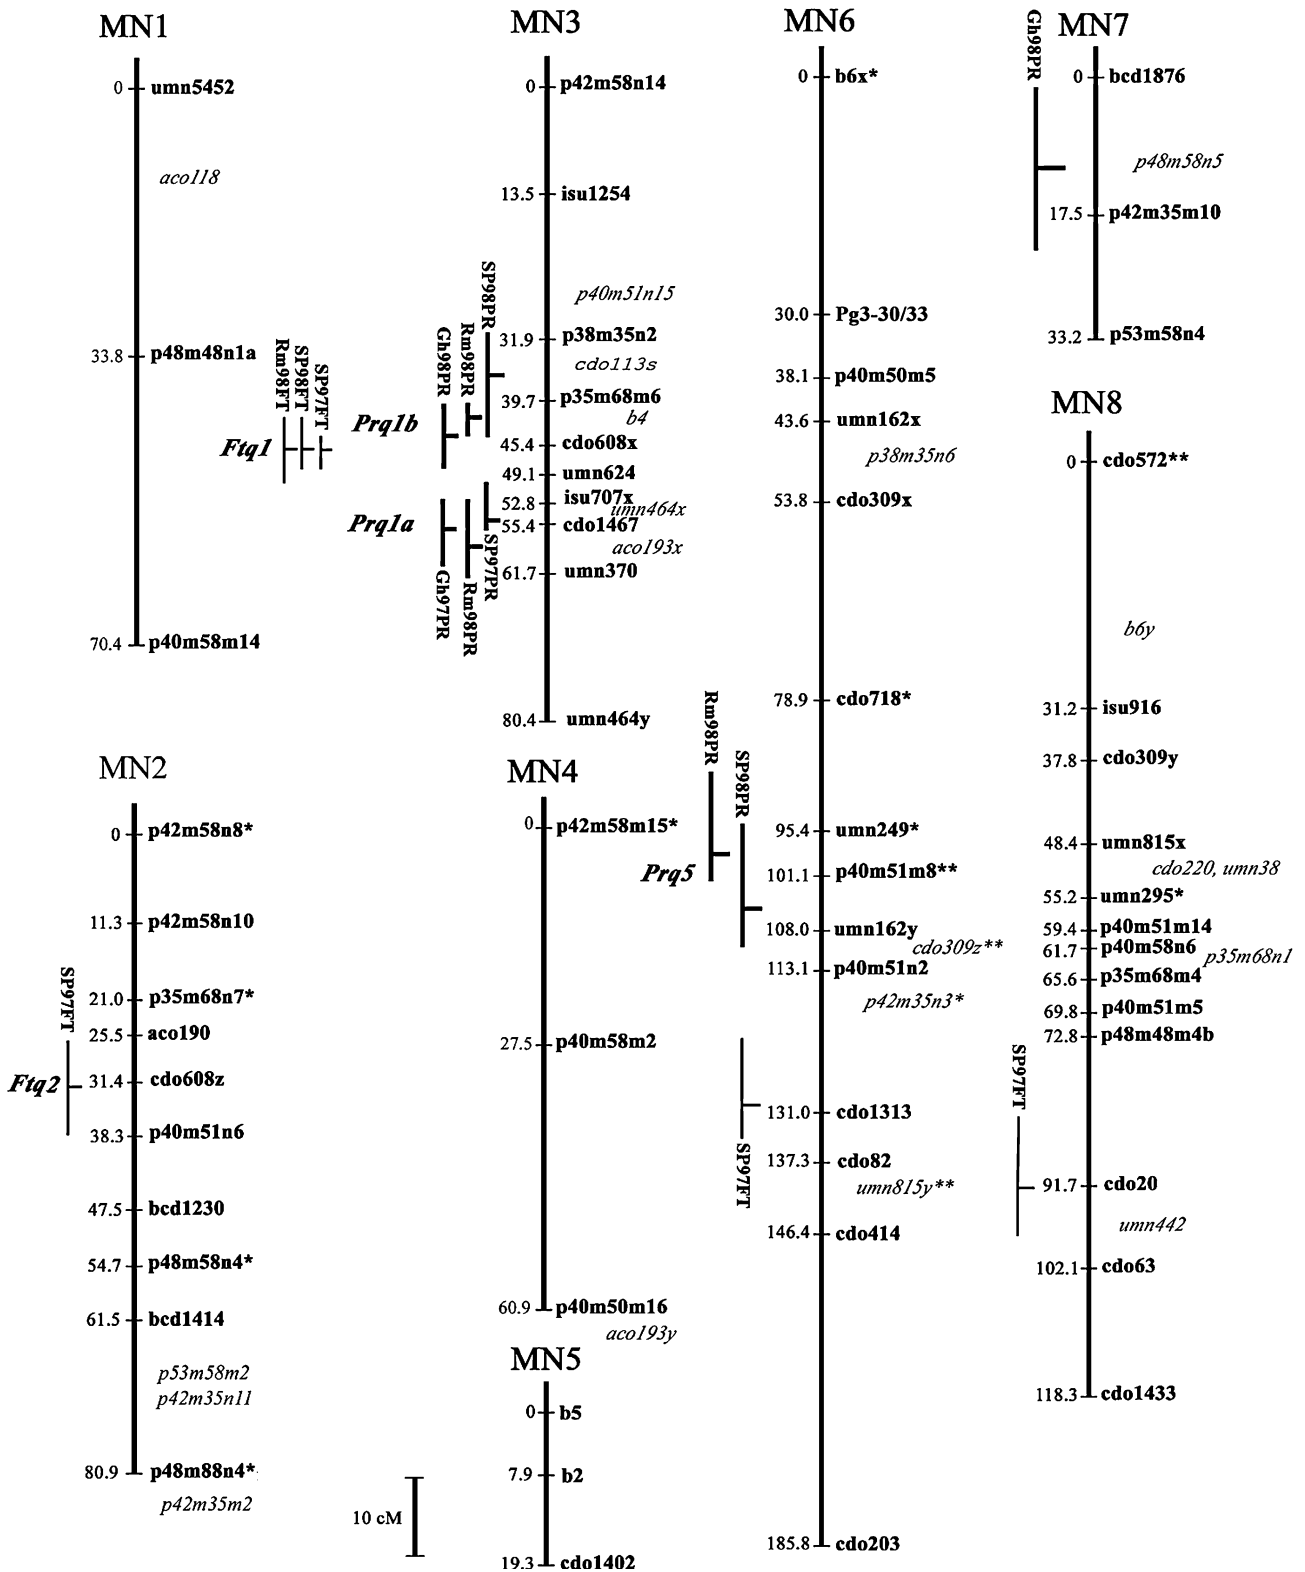 MN1
0 umn5452
aco118
33.8 p48m48n1a
Rm98FT
SP98FT
SP97FT
Ftq1
70.4 p40m58m14
MN2
0 p42m58n8*
11.3 p42m58n10
21.0 p35m68n7*
25.5 aco190
SP97FT
Ftq2
31.4 cdo608z
38.3 p40m51n6
47.5 bcd1230
54.7 p48m58n4*
61.5 bcd1414
p53m58m2
p42m35n11
80.9 p48m88n4*
p42m35m2
MN3
0 p42m58n14
13.5 isu1254
p40m51n15
31.9 p38m35n2
cdo113s
39.7 p35m68m6
b4
45.4 cdo608x
49.1 umn624
52.8 isu707x
umn464x
55.4 cdo1467
aco193x
61.7 umn370
80.4 umn464y
Prq1b
Gh98PR
Rm98PR
SP98PR
Prq1a
Gh97PR
Rm98PR
SP97PR
MN4
0 p42m58m15*
27.5 p40m58m2
60.9 p40m50m16
aco193y
MN5
0 b5
7.9 b2
19.3 cdo1402
10 cM
MN6
0 b6x*
30.0 Pg3-30/33
38.1 p40m50m5
43.6 umn162x
p38m35n6
53.8 cdo309x
78.9 cdo718*
95.4 umn249*
101.1 p40m51m8**
108.0 umn162y
cdo309z**
113.1 p40m51n2
p42m35n3*
131.0 cdo1313
137.3 cdo82
umn815y**
146.4 cdo414
185.8 cdo203
Rm98PR
SP98PR
Prq5
SP97FT
MN7
Gh98PR
0 bcd1876
p48m58n5
17.5 p42m35m10
33.2 p53m58n4
MN8
0 cdo572**
b6y
31.2 isu916
37.8 cdo309y
48.4 umn815x
cdo220, umn38
55.2 umn295*
59.4 p40m51m14
61.7 p40m58n6
p35m68n1
65.6 p35m68m4
69.8 p40m51m5
72.8 p48m48m4b
SP97FT
91.7 cdo20
umn442
102.1 cdo63
118.3 cdo1433